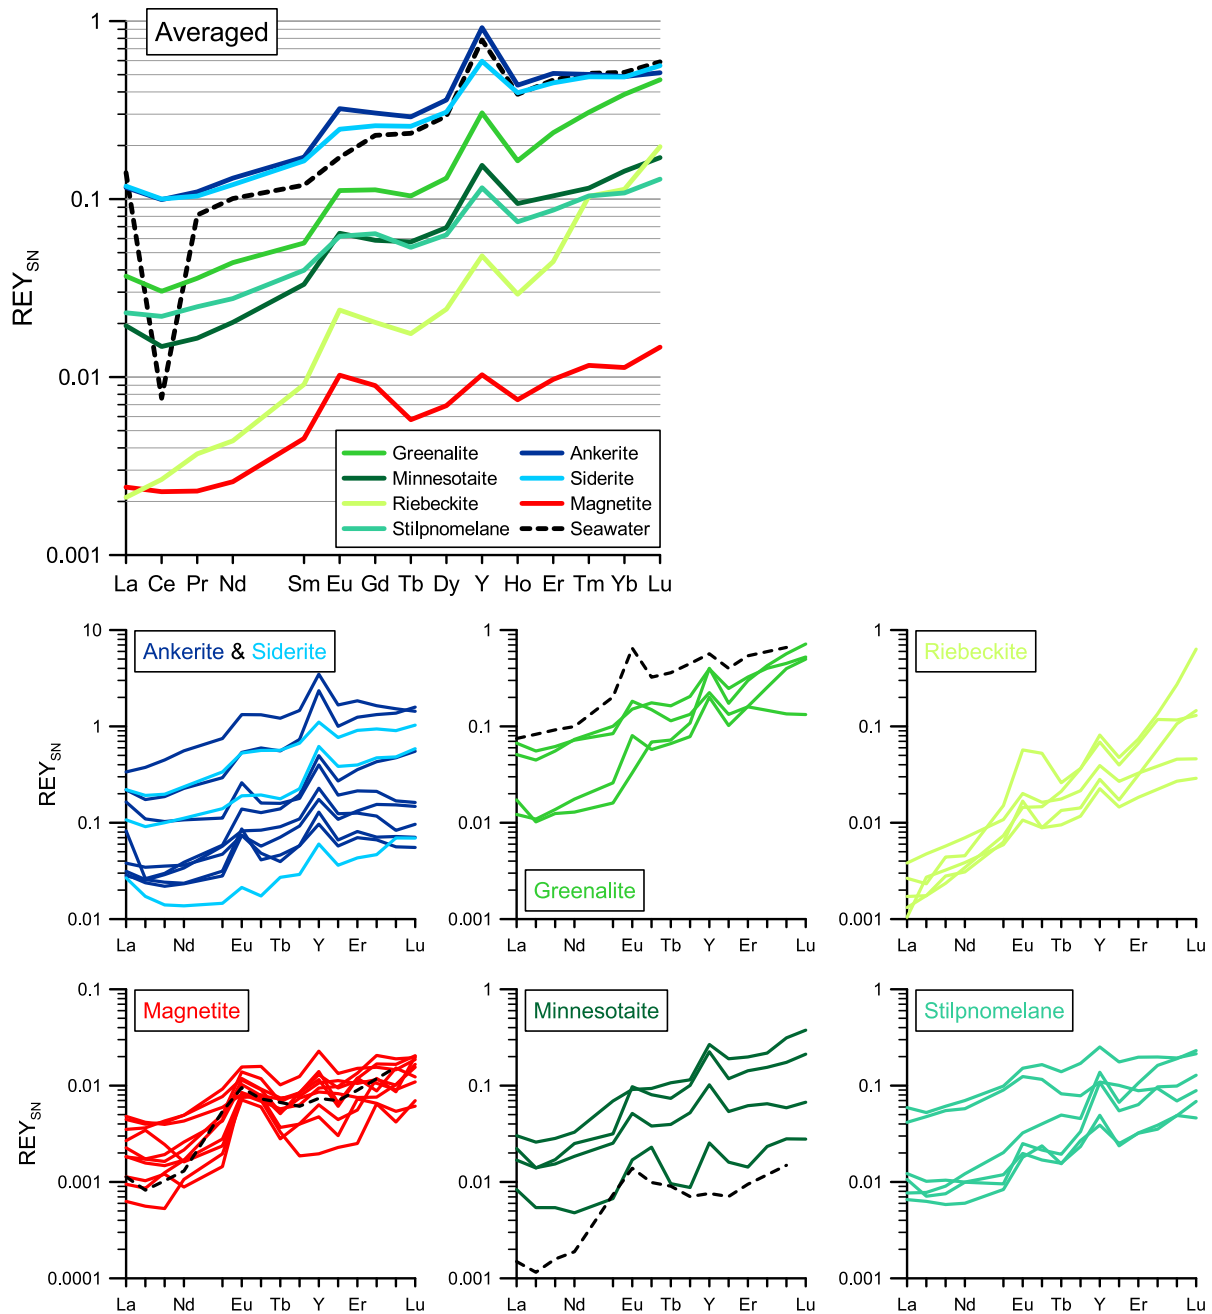 Averaged
REY_SN
1
0.1
0.01
0.001
Greenalite
Minnesotaite
Riebeckite
Stilpnomelane
Ankerite
Siderite
Magnetite
Seawater
La Ce Pr Nd Sm Eu Gd Tb Dy Y Ho Er Tm Yb Lu
Ankerite & Siderite
REY_SN
10
1
0.1
0.01
La Nd Eu Tb Y Er Lu
Greenalite
1
0.1
0.01
0.001
La Nd Eu Tb Y Er Lu
Riebeckite
1
0.1
0.01
0.001
La Nd Eu Tb Y Er Lu
Magnetite
REY_SN
0.1
0.01
0.001
0.0001
La Nd Eu Tb Y Er Lu
Minnesotaite
1
0.1
0.01
0.001
La Nd Eu Tb Y Er Lu
Stilpnomelane
1
0.1
0.01
0.001
La Nd Eu Tb Y Er Lu